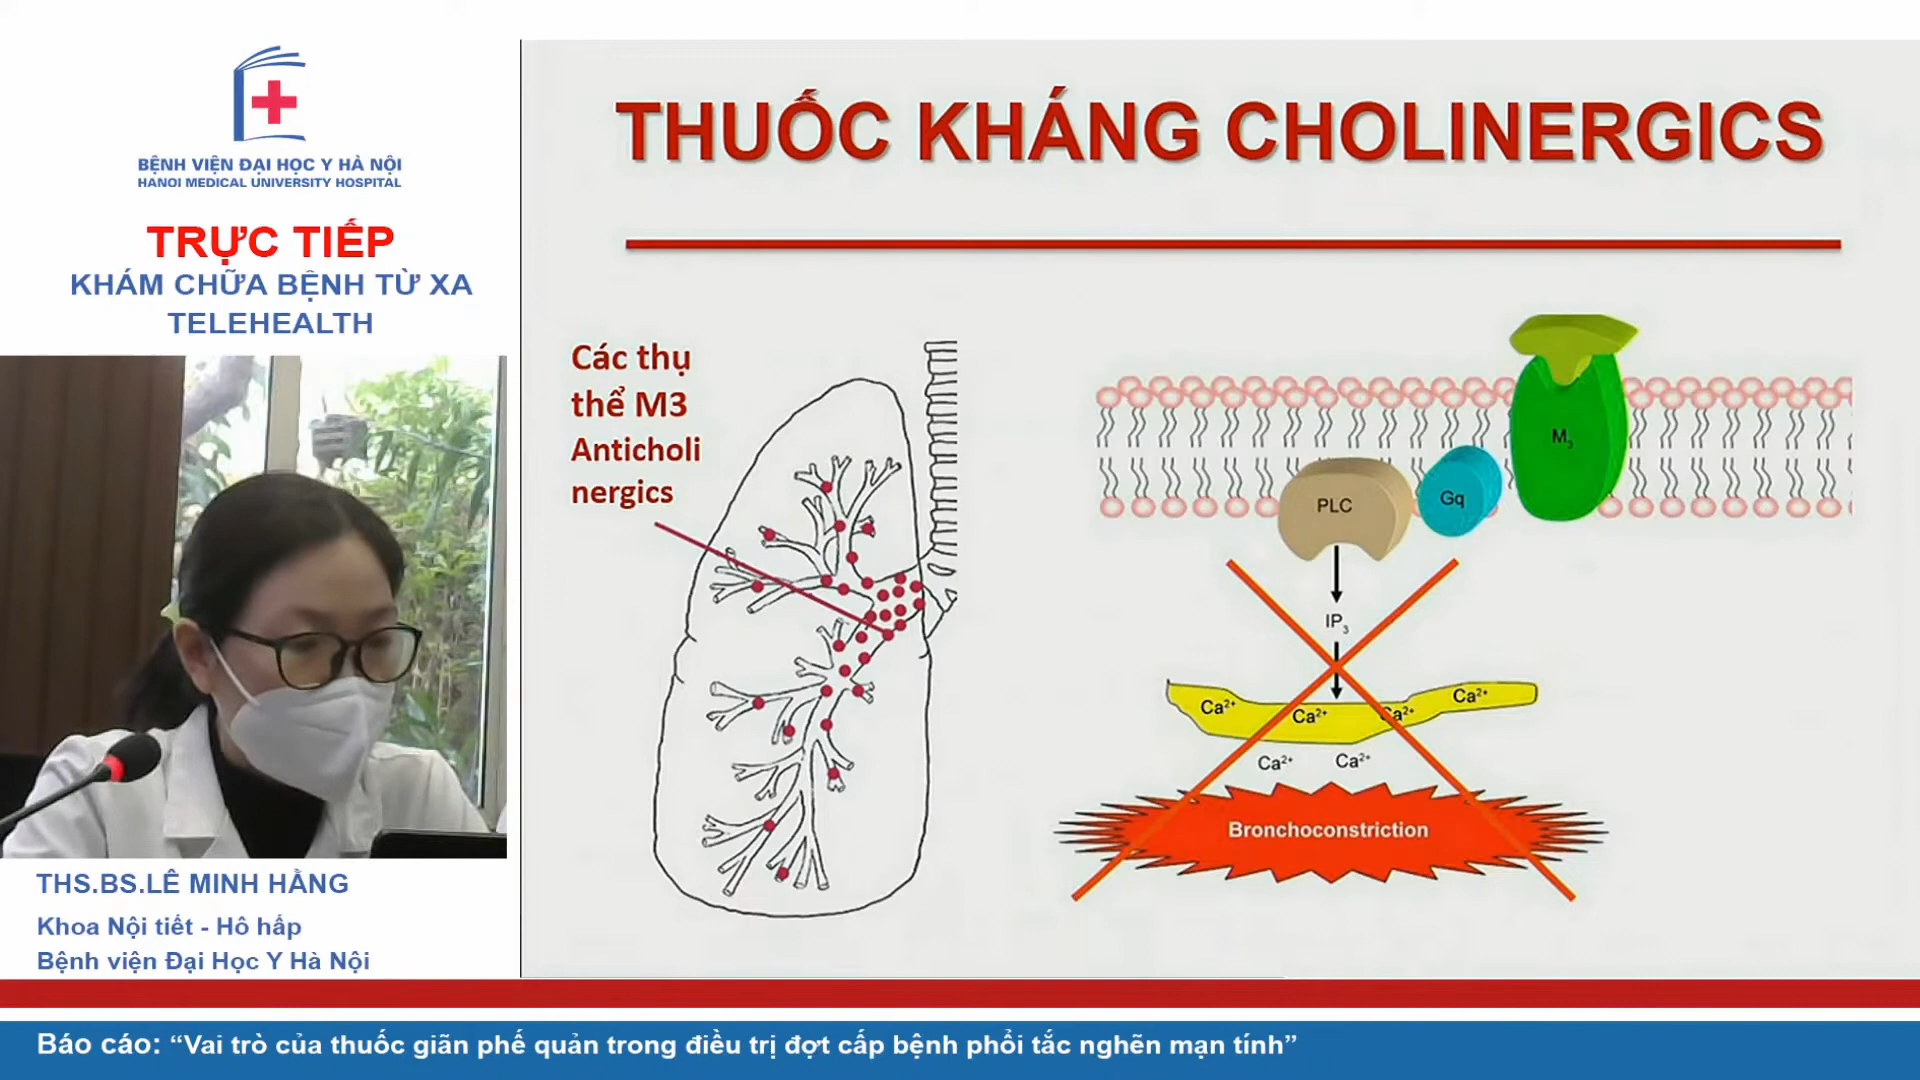 BỆNH VIỆN ĐẠI HỌC Y HÀ NỘI
HANOI MEDICAL UNIVERSITY HOSPITAL
TRỰC TIẾP
KHÁM CHỮA BỆNH TỪ XA
TELEHEALTH
THS.BS.LÊ MINH HẰNG
Khoa Nội tiết - Hô hấp
Bệnh viện Đại Học Y Hà Nội
THUỐC KHÁNG CHOLINERGICS
Các thụ
thể M3
Anticholi
nergics
M3
PLC
Gq
IP3
Ca2+
Ca2+
Ca2+
Ca2+
Ca2+
Ca2+
Bronchoconstriction
Báo cáo: “Vai trò của thuốc giãn phế quản trong điều trị đợt cấp bệnh phổi tắc nghẽn mạn tính”